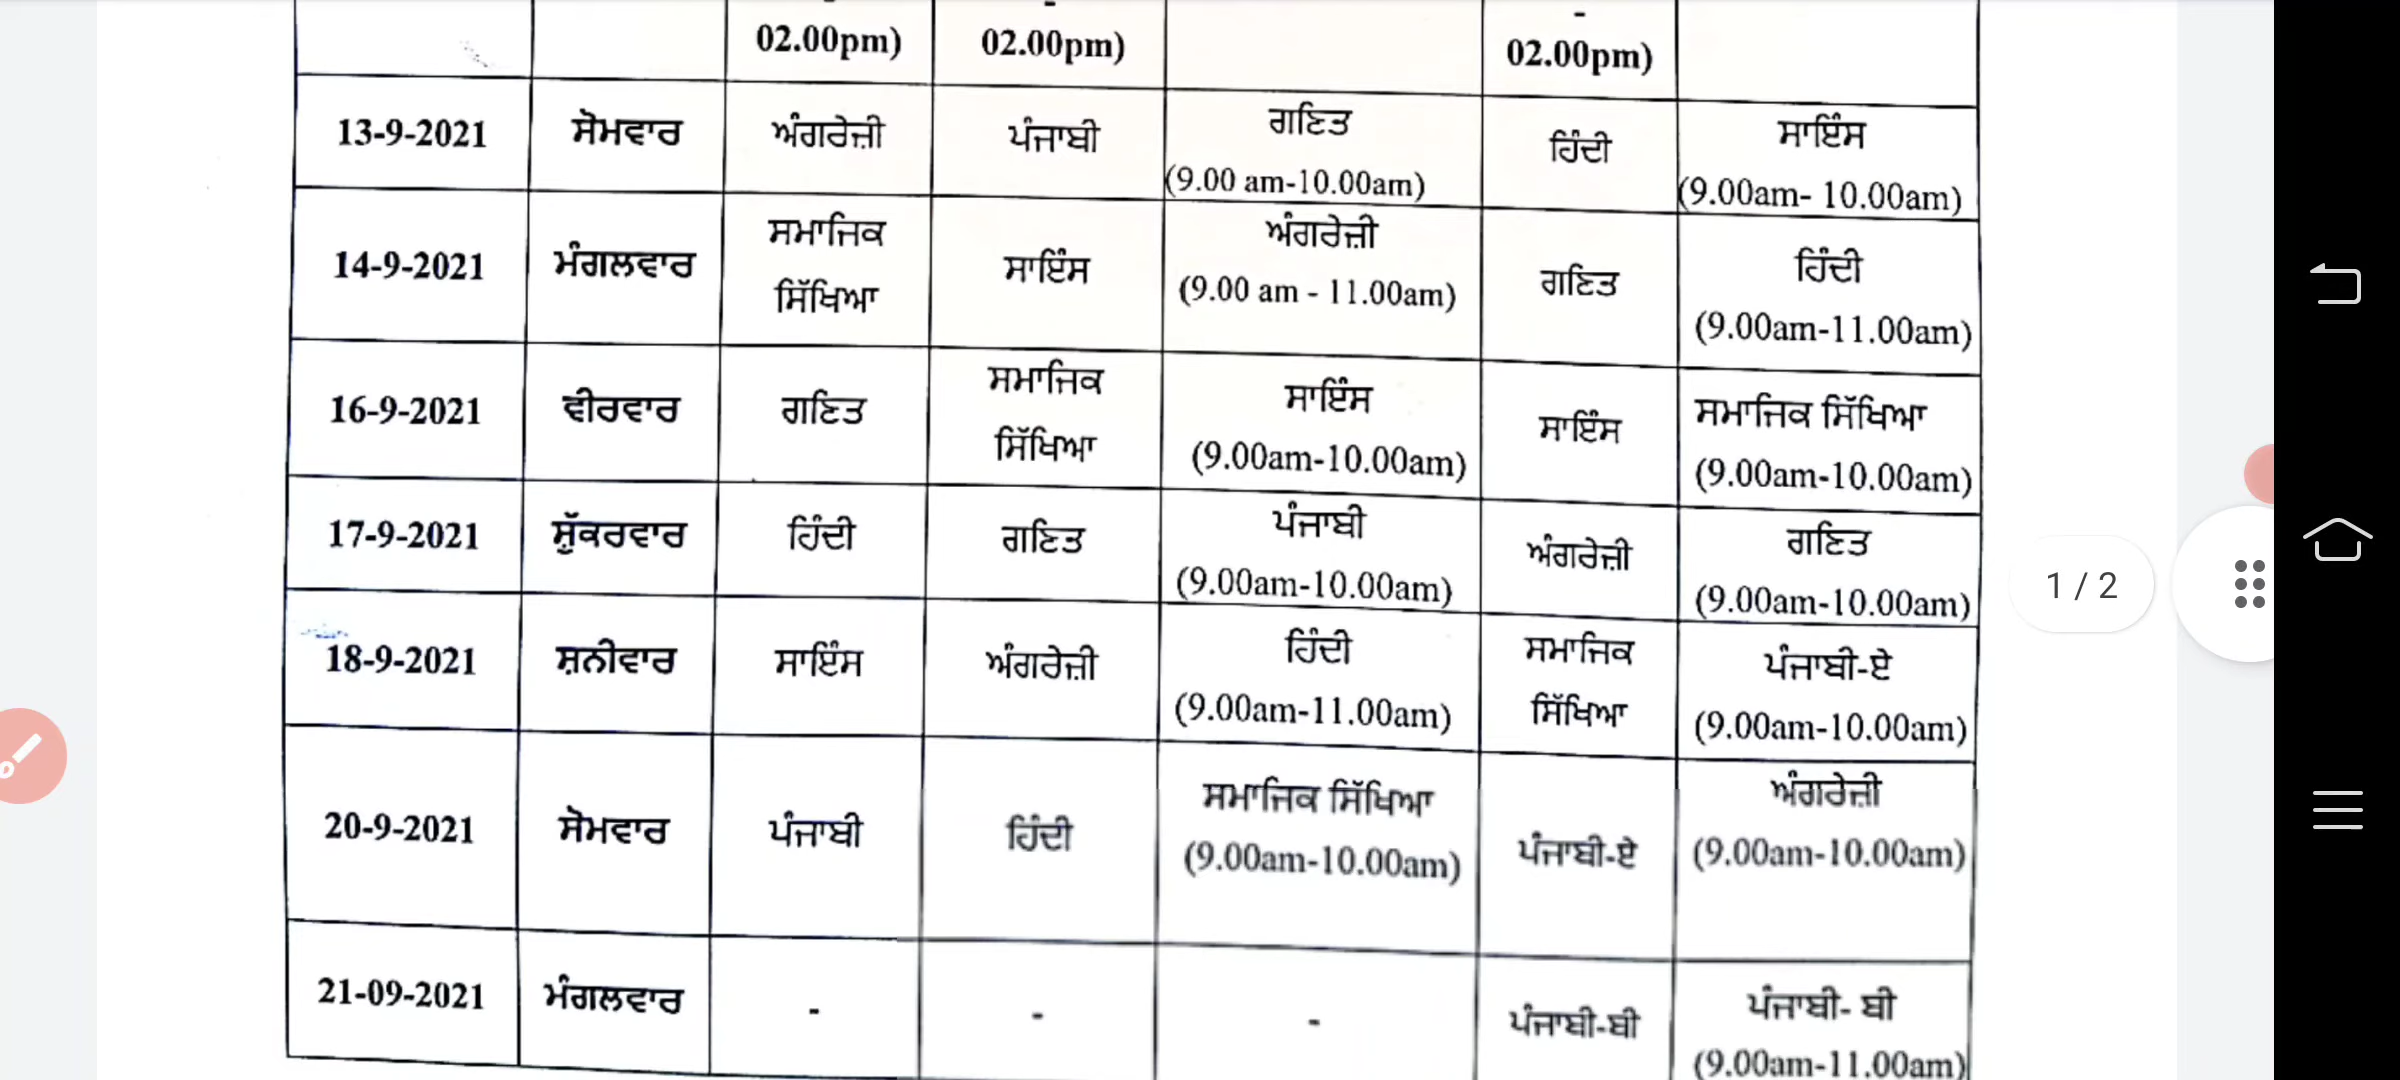 02.00pm) 02.00pm) 02.00pm)
13-9-2021 ਸੋਮਵਾਰ ਅੰਗਰੇਜ਼ੀ ਪੰਜਾਬੀ ਗਣਿਤ (9.00 am-10.00am) ਹਿੰਦੀ ਸਾਇੰਸ (9.00am- 10.00am)
14-9-2021 ਮੰਗਲਵਾਰ ਸਮਾਜਿਕ ਸਿੱਖਿਆ ਸਾਇੰਸ ਅੰਗਰੇਜ਼ੀ (9.00 am - 11.00am) ਗਣਿਤ ਹਿੰਦੀ (9.00am-11.00am)
16-9-2021 ਵੀਰਵਾਰ ਗਣਿਤ ਸਮਾਜਿਕ ਸਿੱਖਿਆ ਸਾਇੰਸ (9.00am-10.00am) ਸਾਇੰਸ ਸਮਾਜਿਕ ਸਿੱਖਿਆ (9.00am-10.00am)
17-9-2021 ਸ਼ੁੱਕਰਵਾਰ ਹਿੰਦੀ ਗਣਿਤ ਪੰਜਾਬੀ (9.00am-10.00am) ਅੰਗਰੇਜ਼ੀ ਗਣਿਤ (9.00am-10.00am)
18-9-2021 ਸ਼ਨੀਵਾਰ ਸਾਇੰਸ ਅੰਗਰੇਜ਼ੀ ਹਿੰਦੀ (9.00am-11.00am) ਸਮਾਜਿਕ ਸਿੱਖਿਆ ਪੰਜਾਬੀ-ਏ (9.00am-10.00am)
20-9-2021 ਸੋਮਵਾਰ ਪੰਜਾਬੀ ਹਿੰਦੀ ਸਮਾਜਿਕ ਸਿੱਖਿਆ (9.00am-10.00am) ਪੰਜਾਬੀ-ਏ ਅੰਗਰੇਜ਼ੀ (9.00am-10.00am)
21-09-2021 ਮੰਗਲਵਾਰ - - - ਪੰਜਾਬੀ-ਬੀ ਪੰਜਾਬੀ- ਬੀ (9.00am-11.00am)
1 / 2